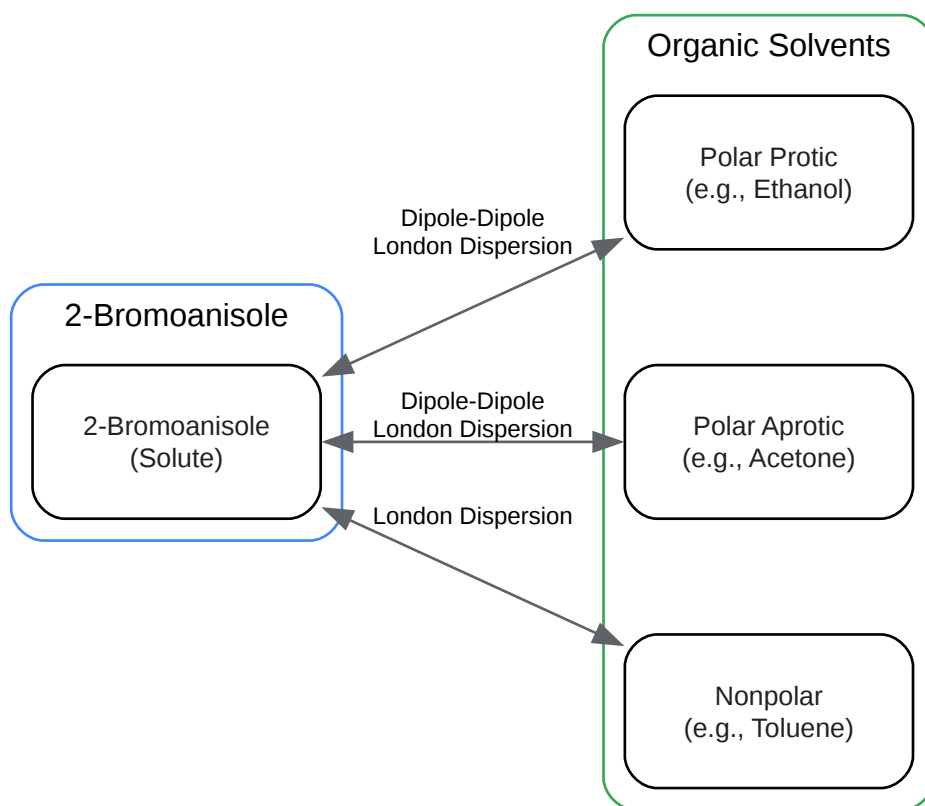 Organic Solvents
Polar Protic
(e.g., Ethanol)
Dipole-Dipole
London Dispersion
2-Bromoanisole
2-Bromoanisole
(Solute)
Dipole-Dipole
London Dispersion
Polar Aprotic
(e.g., Acetone)
London Dispersion
Nonpolar
(e.g., Toluene)